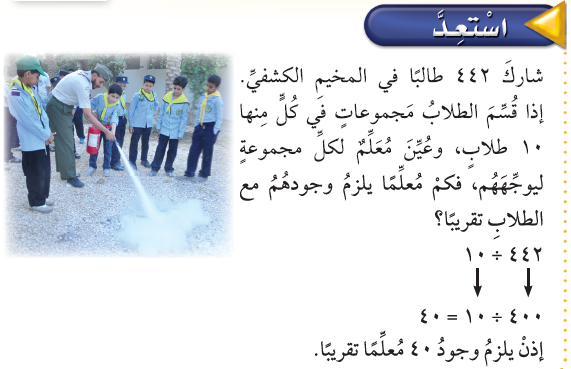 اسْتَعِدَّ
شاركَ ٤٤٢ طالبًا في المخيمِ الكشفيِّ.
إذا قُسِّمَ الطلابُ مَجموعاتٍ في كُلٍّ مِنها
١٠ طلابٍ، وعُيِّنَ مُعَلِّمٌ لكلِّ مجموعةٍ
ليوجِّهَهُم، فكمْ مُعلِّمًا يلزمُ وجودهُمُ مع
الطلابِ تقريبًا؟
٤٤٢ ÷ ١٠
٤٠٠ ÷ ١٠ = ٤٠
إذنْ يلزمُ وجودُ ٤٠ مُعلِّمًا تقريبًا.